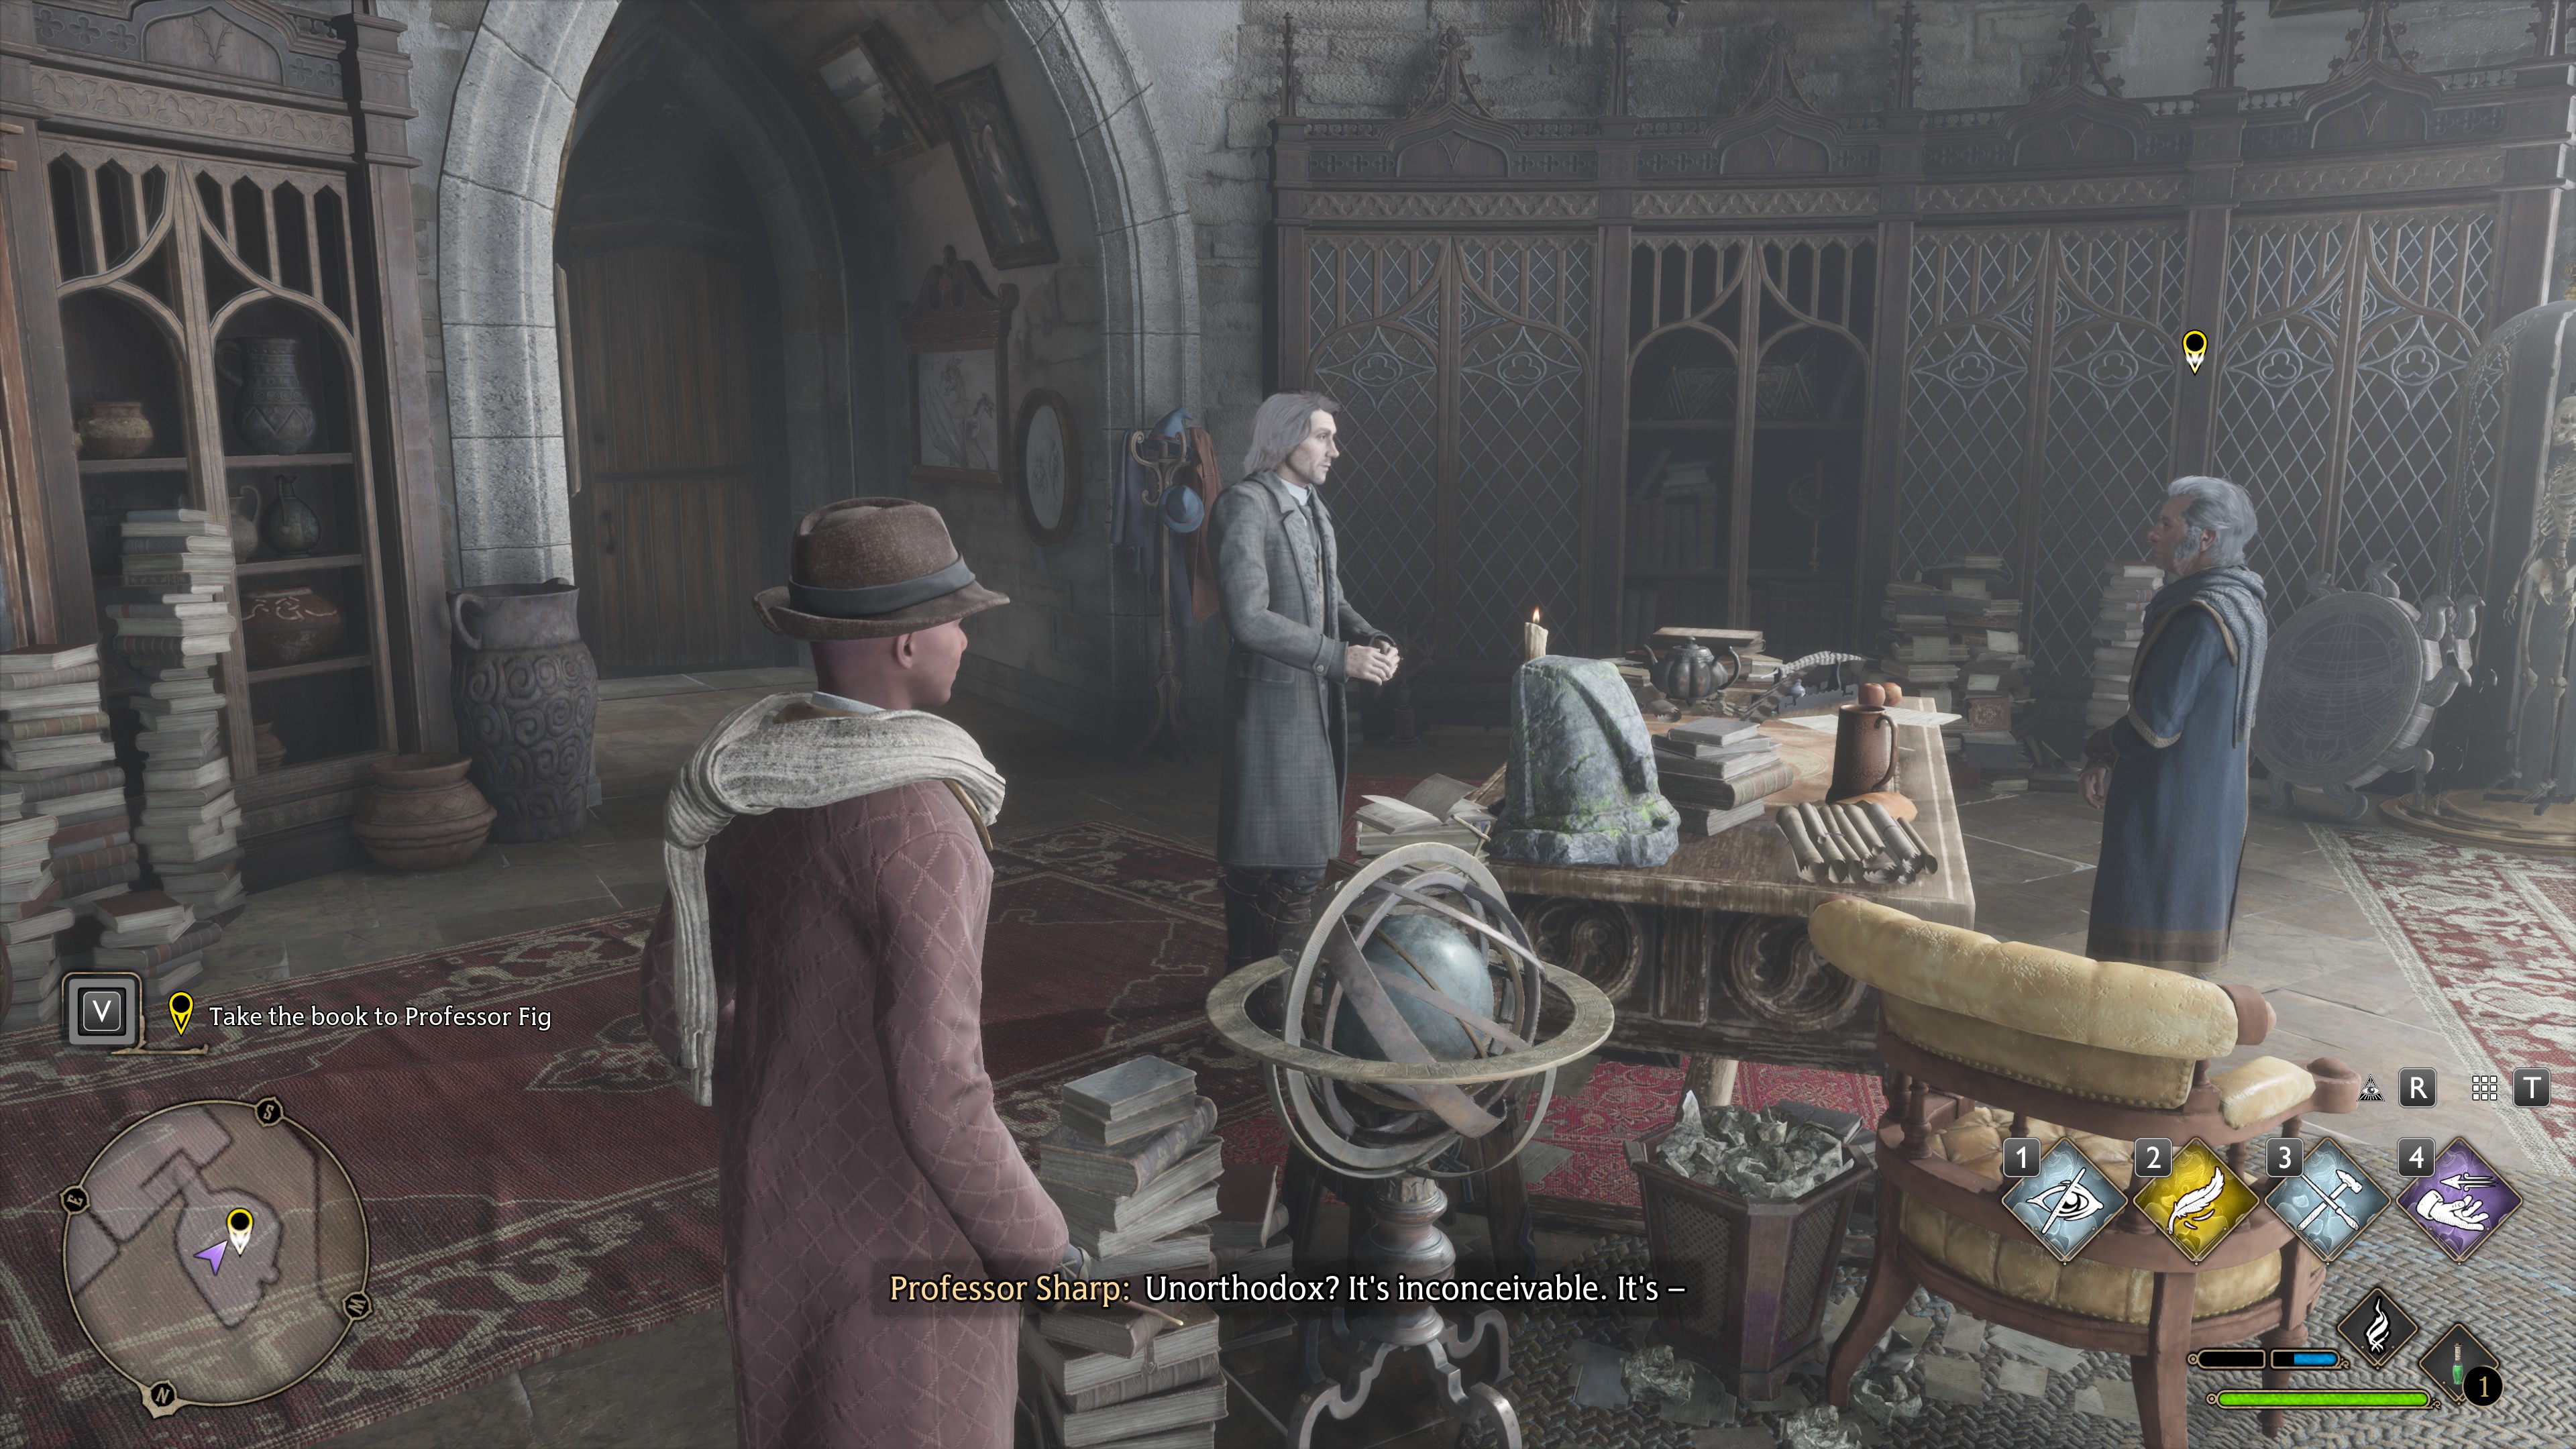 V
Take the book to Professor Fig
S
E
W
N
R
T
1
2
3
4
Professor Sharp: Unorthodox? It's inconceivable. It's –
1